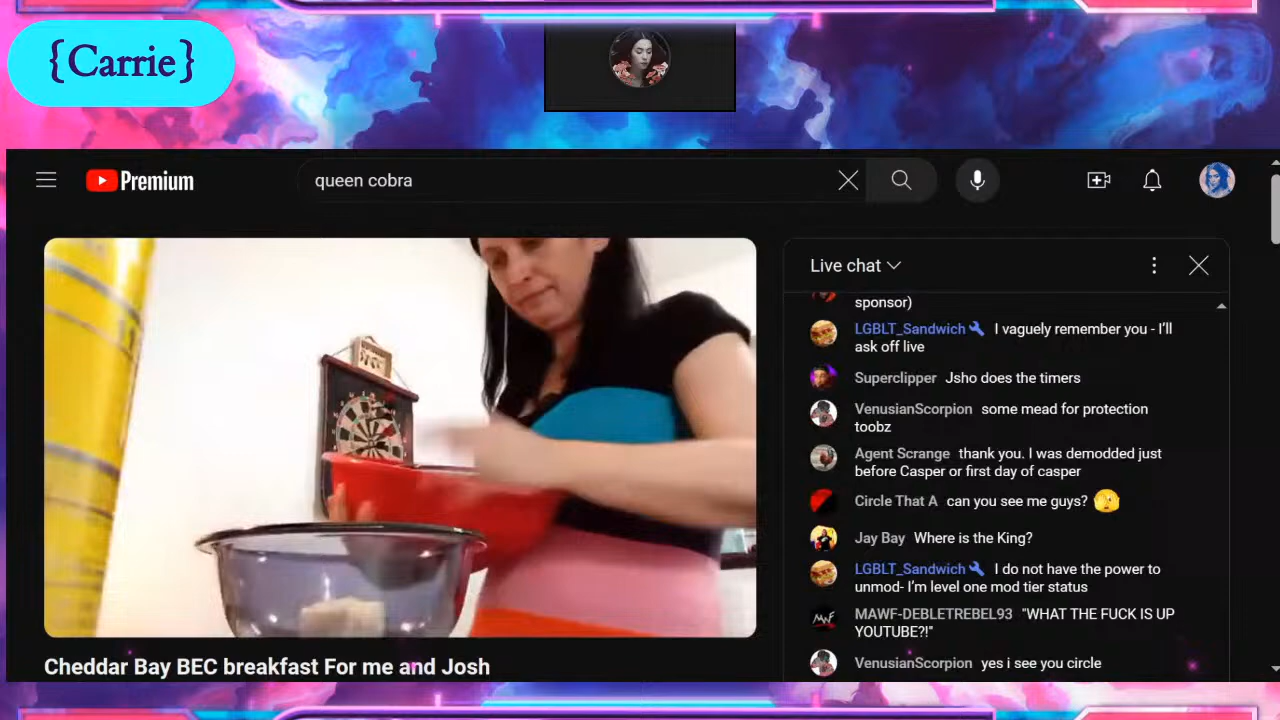 {Carrie}
Premium
queen cobra
Live chat
sponsor)
LGBLT_Sandwich I vaguely remember you - I'll
ask off live
Superclipper Jsho does the timers
VenusianScorpion some mead for protection
toobz
Agent Scrange thank you. I was demodded just
before Casper or first day of casper
Circle That A can you see me guys?
Jay Bay Where is the King?
LGBLT_Sandwich I do not have the power to
unmod- I'm level one mod tier status
MAWF-DEBLETREBEL93 "WHAT THE FUCK IS UP
YOUTUBE?!"
VenusianScorpion yes i see you circle
Cheddar Bay BEC breakfast For me and Josh